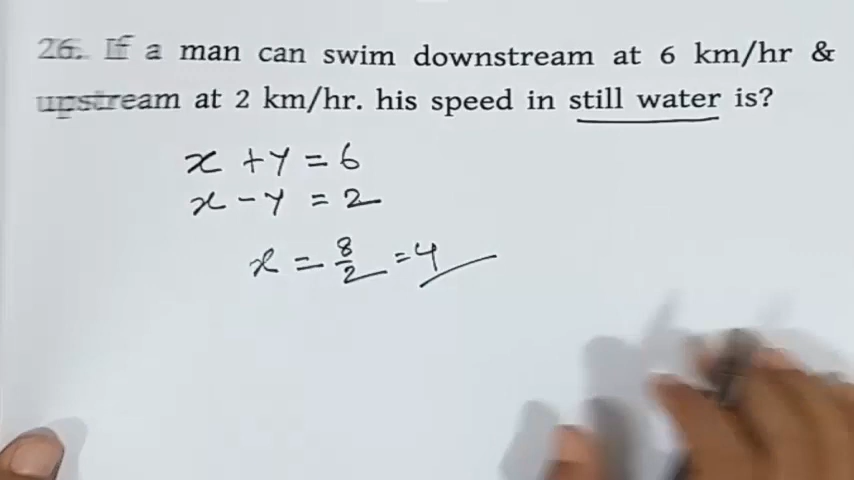 26. If a man can swim downstream at 6 km/hr &
upstream at 2 km/hr. his speed in still water is?
x + y = 6
x - y = 2
x = 8/2 = 4